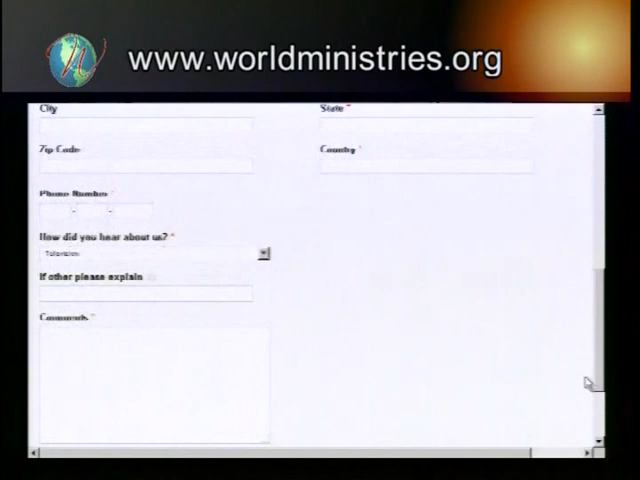 www.worldministries.org
City State *
Zip Code Country *
Phone Number *
- -
How did you hear about us? *
Television
If other please explain
Comments *